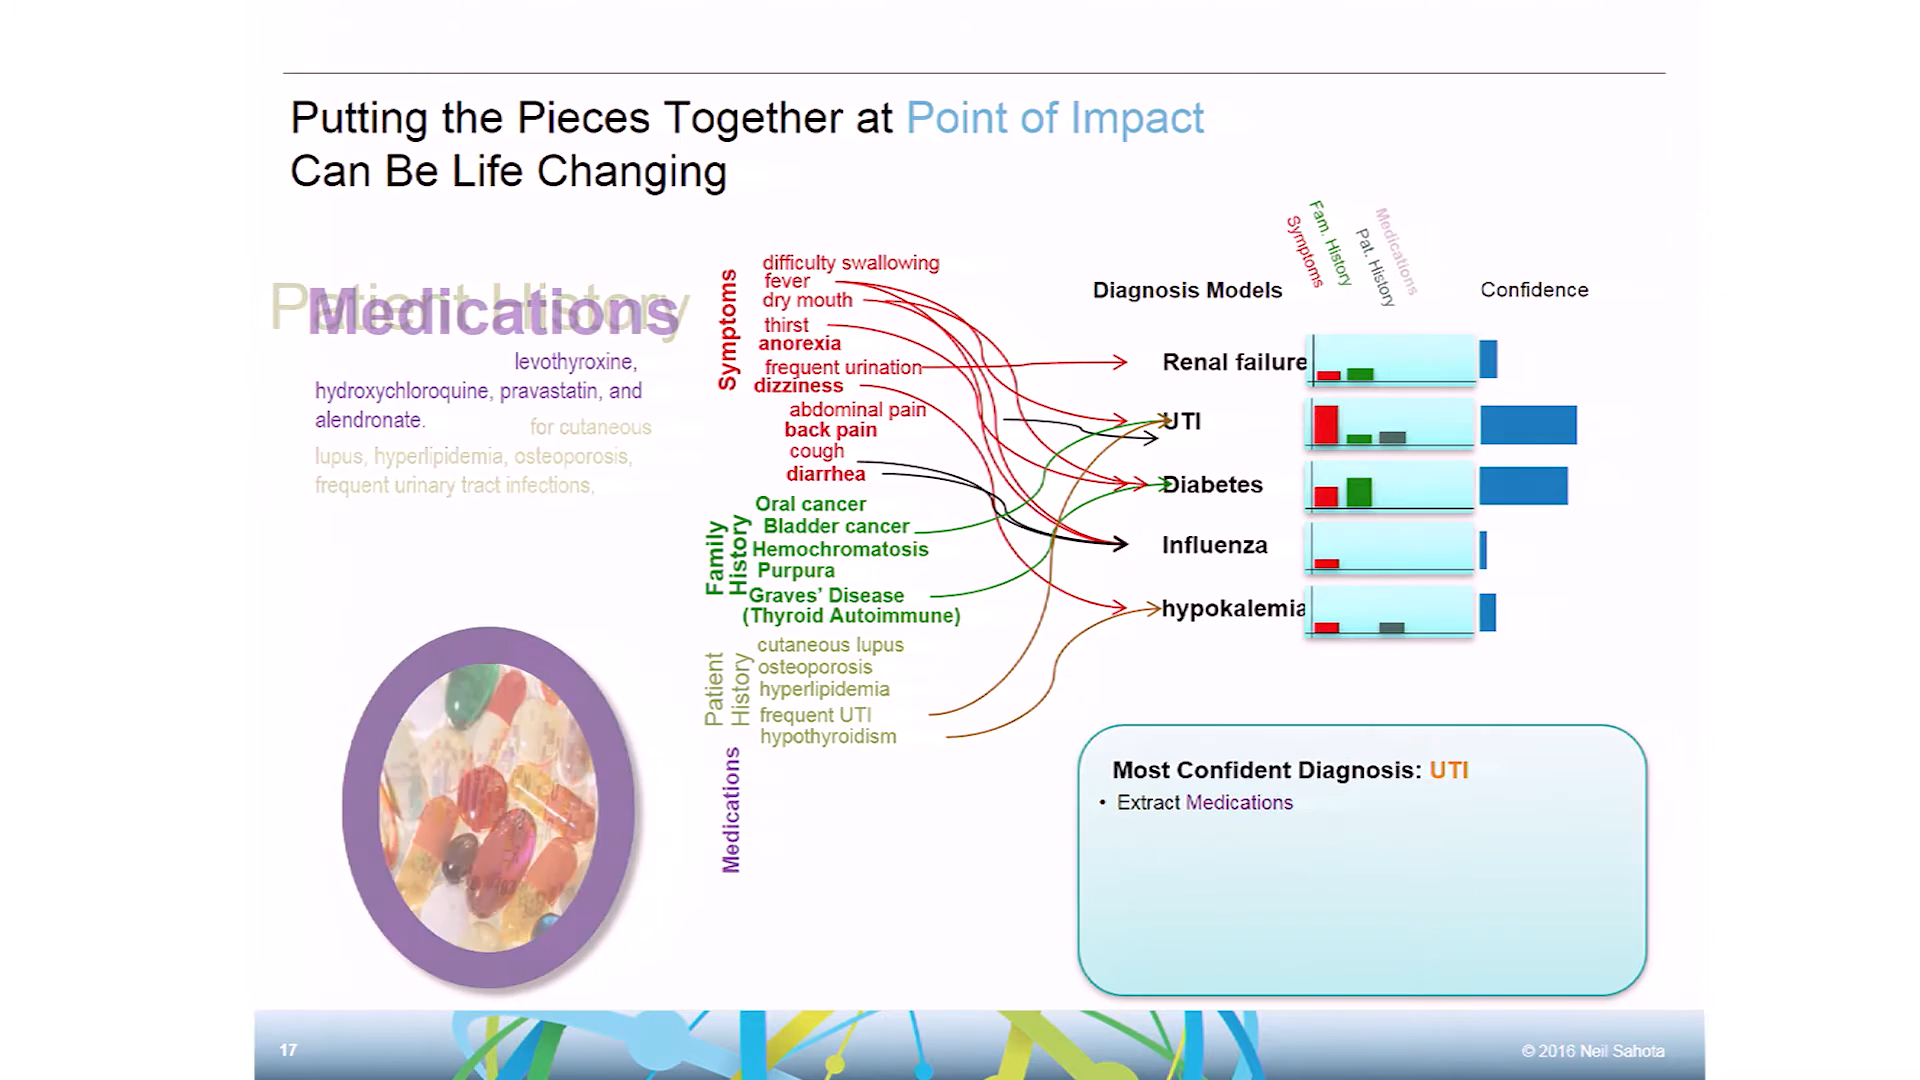 Putting the Pieces Together at Point of Impact
Can Be Life Changing
Patient History
Medications
levothyroxine,
hydroxychloroquine, pravastatin, and
alendronate.
for cutaneous
lupus, hyperlipidemia, osteoporosis,
frequent urinary tract infections,
Symptoms
difficulty swallowing
fever
dry mouth
thirst
anorexia
frequent urination
dizziness
abdominal pain
back pain
cough
diarrhea
Family
History
Oral cancer
Bladder cancer
Hemochromatosis
Purpura
Graves’ Disease
(Thyroid Autoimmune)
Patient
History
cutaneous lupus
osteoporosis
hyperlipidemia
frequent UTI
hypothyroidism
Medications
Diagnosis Models
Symptoms
Fam. History
Pat. History
Medications
Confidence
Renal failure
UTI
Diabetes
Influenza
hypokalemia
Most Confident Diagnosis: UTI
• Extract Medications
17
© 2016 Neil Sahota